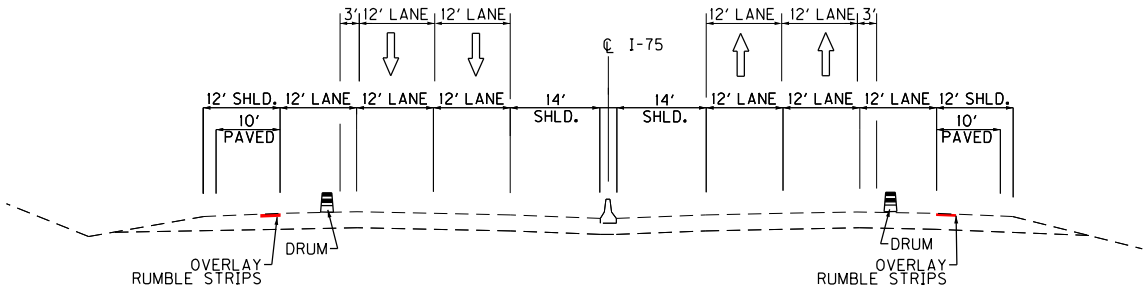 3' 12' LANE 12' LANE 12' LANE 12' LANE 3'
℄ I-75
12' SHLD. 12' LANE 12' LANE 12' LANE 14' SHLD. 14' SHLD. 12' LANE 12' LANE 12' LANE 12' SHLD.
10' PAVED 10' PAVED
DRUM DRUM
OVERLAY RUMBLE STRIPS OVERLAY RUMBLE STRIPS